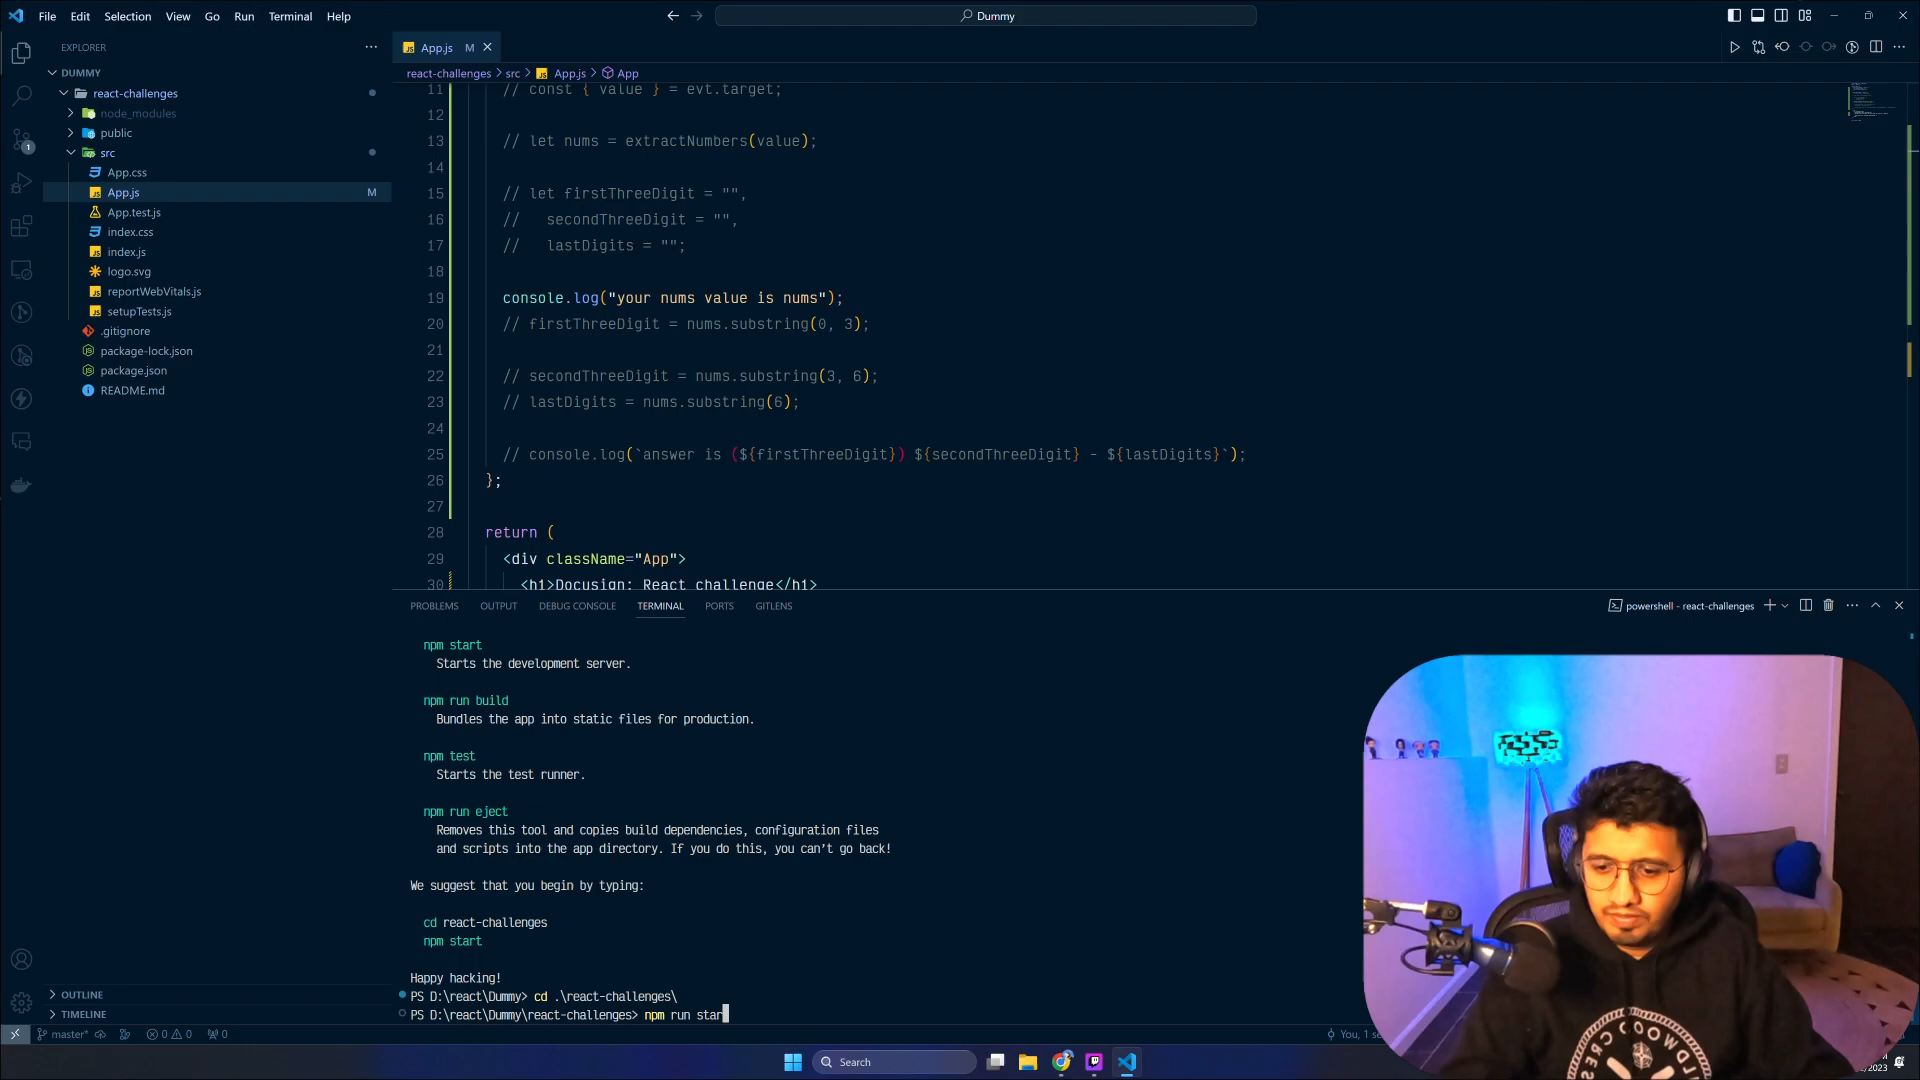 File Edit Selection View Go Run Terminal Help
Dummy
EXPLORER
DUMMY
react-challenges
node_modules
public
src
App.css
App.js M
App.test.js
index.css
index.js
logo.svg
reportWebVitals.js
setupTests.js
.gitignore
package-lock.json
package.json
README.md
OUTLINE
TIMELINE
App.js M
react-challenges > src > App.js > App
11 // const { value } = evt.target;
12
13 // let nums = extractNumbers(value);
14
15 // let firstThreeDigit = "",
16 //   secondThreeDigit = "",
17 //   lastDigits = "";
18
19 console.log("your nums value is nums");
20 // firstThreeDigit = nums.substring(0, 3);
21
22 // secondThreeDigit = nums.substring(3, 6);
23 // lastDigits = nums.substring(6);
24
25 // console.log(`answer is (${firstThreeDigit}) ${secondThreeDigit} - ${lastDigits}`);
26 };
27
28 return (
29 <div className="App">
30 <h1>Docusign: React challenge</h1>
PROBLEMS OUTPUT DEBUG CONSOLE TERMINAL PORTS GITLENS
powershell - react-challenges
npm start
Starts the development server.
npm run build
Bundles the app into static files for production.
npm test
Starts the test runner.
npm run eject
Removes this tool and copies build dependencies, configuration files
and scripts into the app directory. If you do this, you can't go back!
We suggest that you begin by typing:
cd react-challenges
npm start
Happy hacking!
PS D:\react\Dummy> cd .\react-challenges\
PS D:\react\Dummy\react-challenges> npm run star
master* 0 0 0
You, 1
Search
/2023